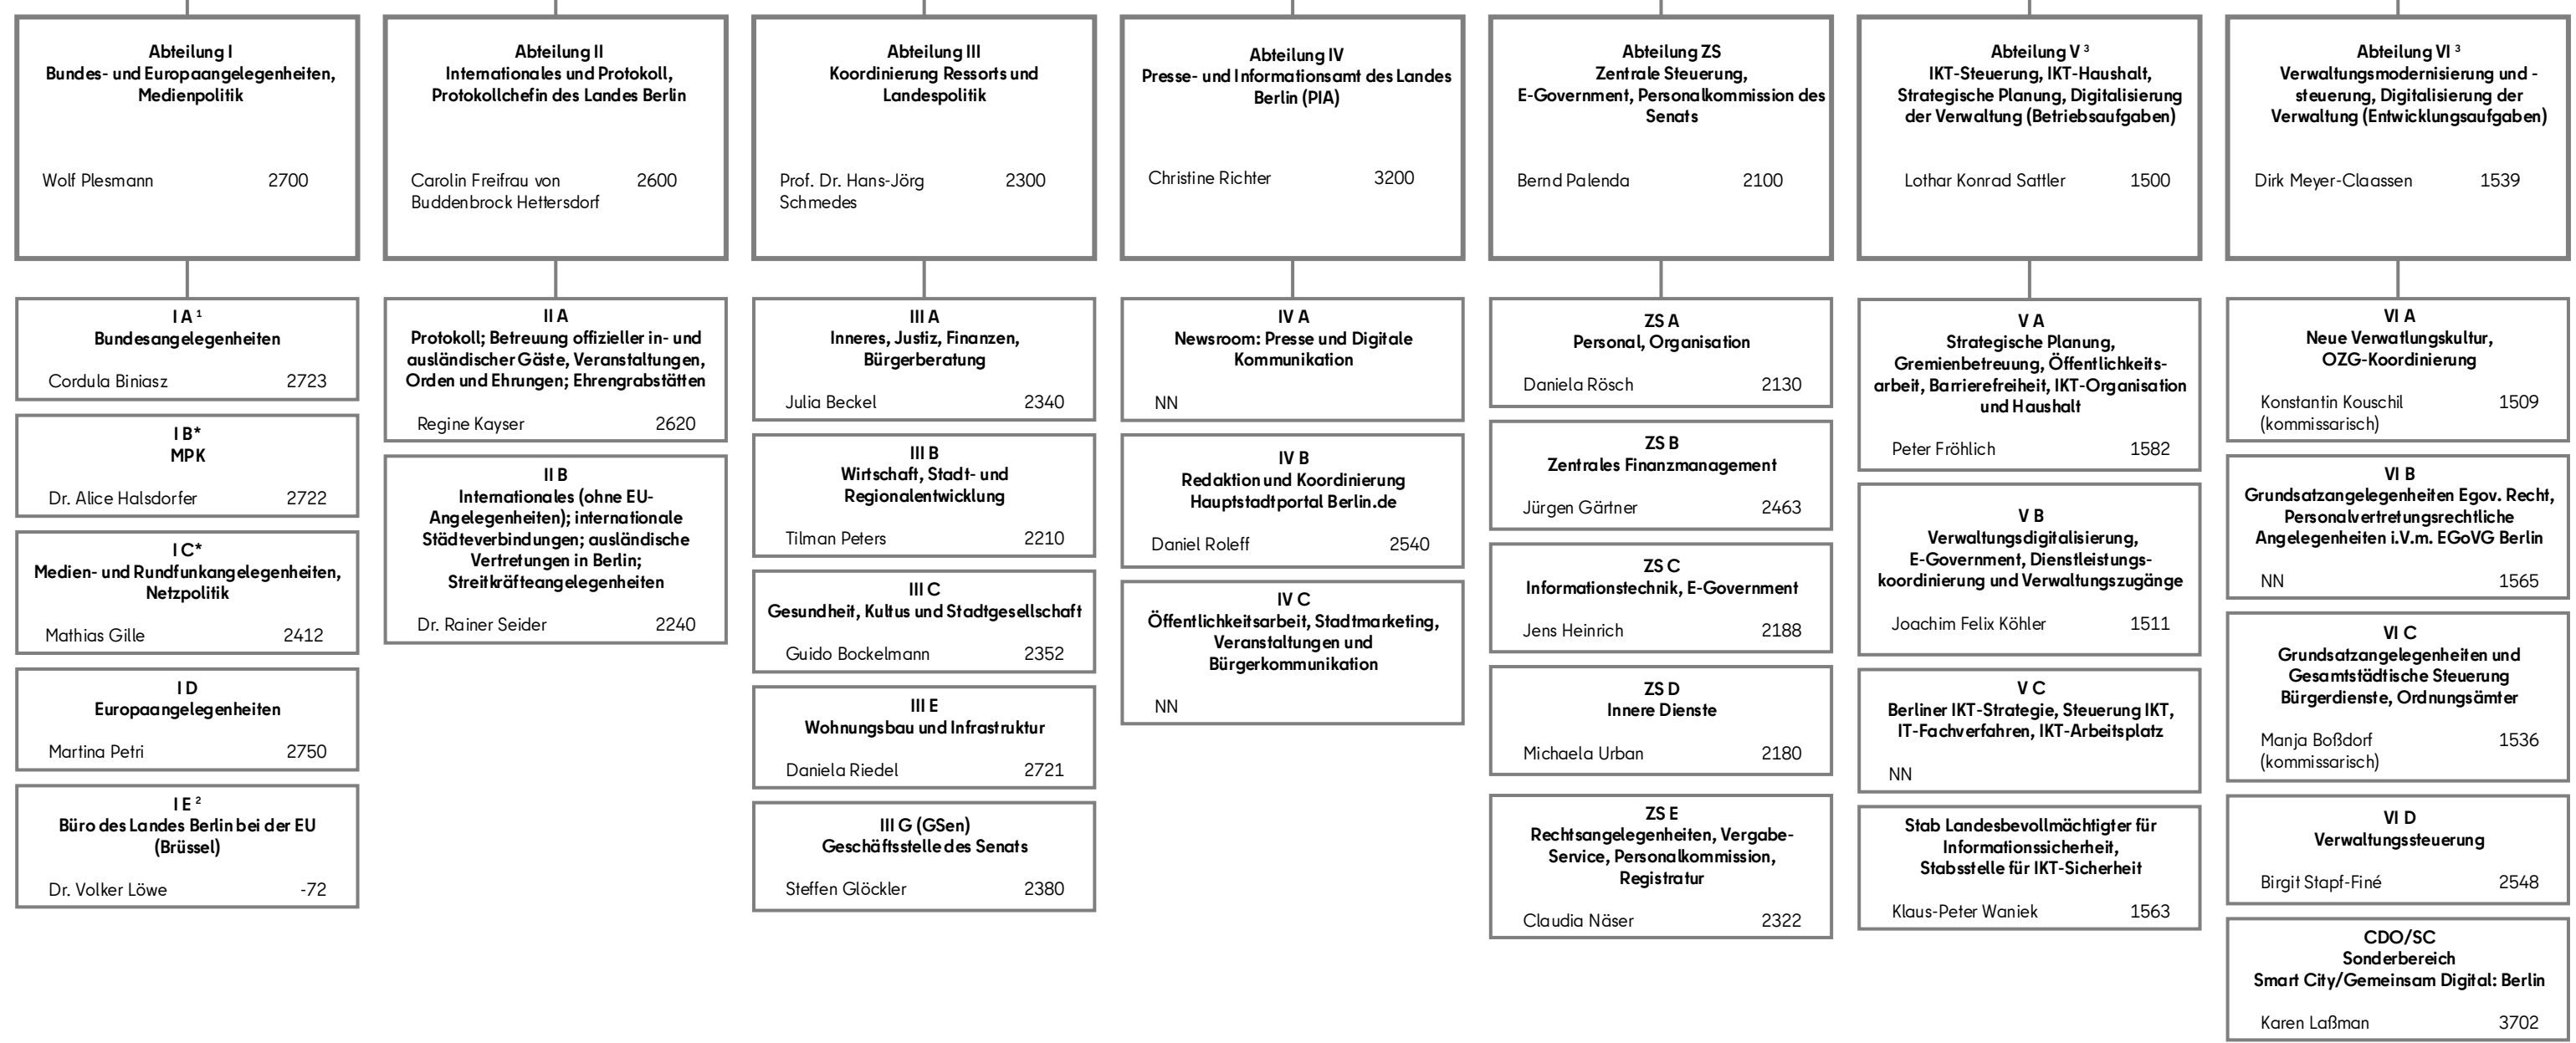 Abteilung I
Bundes- und Europaangelegenheiten,
Medienpolitik
Wolf Plesmann 2700
I A ¹
Bundesangelegenheiten
Cordula Biniasz 2723
I B*
MPK
Dr. Alice Halsdorfer 2722
I C*
Medien- und Rundfunkangelegenheiten,
Netzpolitik
Mathias Gille 2412
I D
Europaangelegenheiten
Martina Petri 2750
I E ²
Büro des Landes Berlin bei der EU
(Brüssel)
Dr. Volker Löwe -72
Abteilung II
Internationales und Protokoll,
Protokollchefin des Landes Berlin
Carolin Freifrau von 2600
Buddenbrock Hettersdorf
II A
Protokoll; Betreuung offizieller in- und
ausländischer Gäste, Veranstaltungen,
Orden und Ehrungen; Ehrengrabstätten
Regine Kayser 2620
II B
Internationales (ohne EU-
Angelegenheiten); internationale
Städteverbindungen; ausländische
Vertretungen in Berlin;
Streitkräfteangelegenheiten
Dr. Rainer Seider 2240
Abteilung III
Koordinierung Ressorts und
Landespolitik
Prof. Dr. Hans-Jörg 2300
Schmedes
III A
Inneres, Justiz, Finanzen,
Bürgerberatung
Julia Beckel 2340
III B
Wirtschaft, Stadt- und
Regionalentwicklung
Tilman Peters 2210
III C
Gesundheit, Kultus und Stadtgesellschaft
Guido Bockelmann 2352
III E
Wohnungsbau und Infrastruktur
Daniela Riedel 2721
III G (GSen)
Geschäftsstelle des Senats
Steffen Glöckler 2380
Abteilung IV
Presse- und Informationsamt des Landes
Berlin (PIA)
Christine Richter 3200
IV A
Newsroom: Presse und Digitale
Kommunikation
NN
IV B
Redaktion und Koordinierung
Hauptstadtportal Berlin.de
Daniel Roleff 2540
IV C
Öffentlichkeitsarbeit, Stadtmarketing,
Veranstaltungen und
Bürgerkommunikation
NN
Abteilung ZS
Zentrale Steuerung,
E-Government, Personalkommission des
Senats
Bernd Palenda 2100
ZS A
Personal, Organisation
Daniela Rösch 2130
ZS B
Zentrales Finanzmanagement
Jürgen Gärtner 2463
ZS C
Informationstechnik, E-Government
Jens Heinrich 2188
ZS D
Innere Dienste
Michaela Urban 2180
ZS E
Rechtsangelegenheiten, Vergabe-
Service, Personalkommission,
Registratur
Claudia Näser 2322
Abteilung V ³
IKT-Steuerung, IKT-Haushalt,
Strategische Planung, Digitalisierung
der Verwaltung (Betriebsaufgaben)
Lothar Konrad Sattler 1500
V A
Strategische Planung,
Gremienbetreuung, Öffentlichkeits-
arbeit, Barrierefreiheit, IKT-Organisation
und Haushalt
Peter Fröhlich 1582
V B
Verwaltungsdigitalisierung,
E-Government, Dienstleistungs-
koordinierung und Verwaltungszugänge
Joachim Felix Köhler 1511
V C
Berliner IKT-Strategie, Steuerung IKT,
IT-Fachverfahren, IKT-Arbeitsplatz
NN
Stab Landesbevollmächtigter für
Informationssicherheit,
Stabsstelle für IKT-Sicherheit
Klaus-Peter Waniek 1563
Abteilung VI ³
Verwaltungsmodernisierung und -
steuerung, Digitalisierung der
Verwaltung (Entwicklungsaufgaben)
Dirk Meyer-Claassen 1539
VI A
Neue Verwaltungskultur,
OZG-Koordinierung
Konstantin Kouschil 1509
(kommissarisch)
VI B
Grundsatzangelegenheiten Egov. Recht,
Personalvertretungsrechtliche
Angelegenheiten i.V.m. EGoVG Berlin
NN 1565
VI C
Grundsatzangelegenheiten und
Gesamtstädtische Steuerung
Bürgerdienste, Ordnungsämter
Manja Boßdorf 1536
(kommissarisch)
VI D
Verwaltungssteuerung
Birgit Stapf-Finé 2548
CDO/SC
Sonderbereich
Smart City/Gemeinsam Digital: Berlin
Karen Laßman 3702